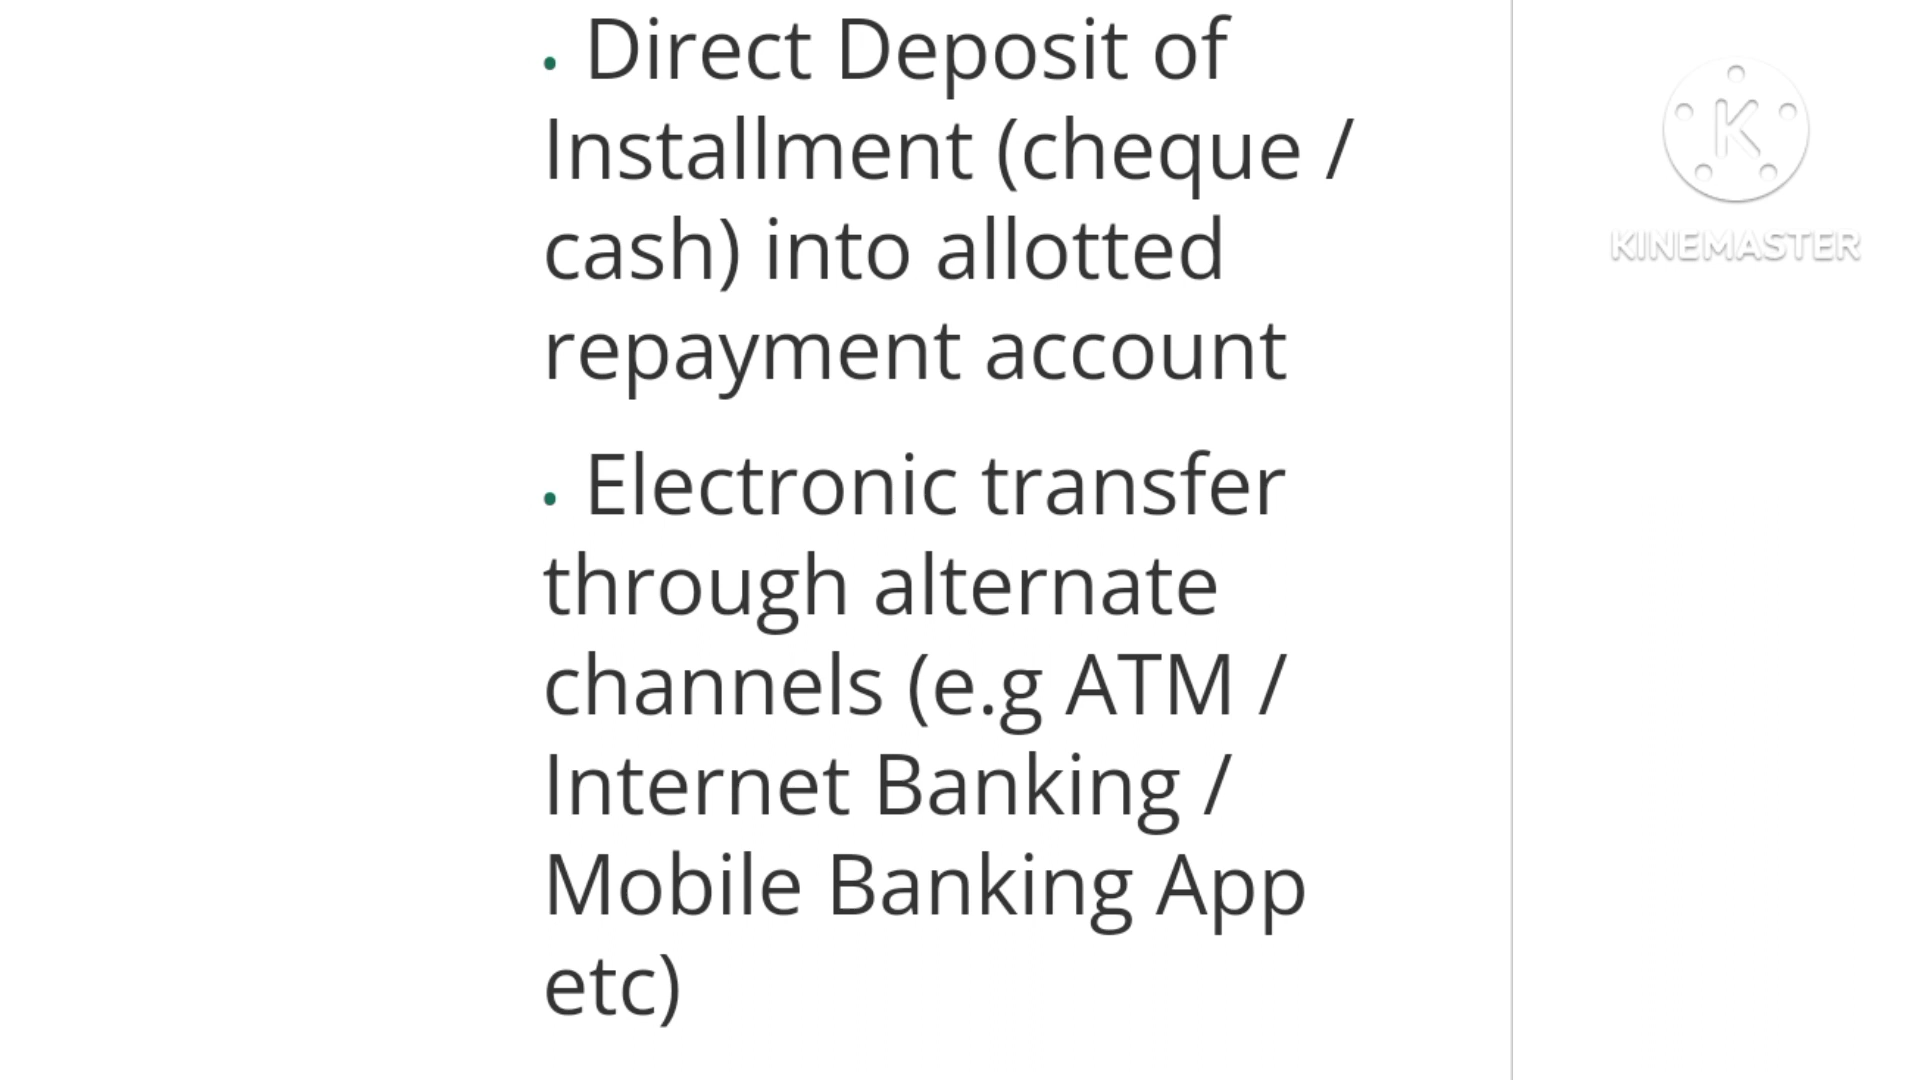 • Direct Deposit of
Installment (cheque /
cash) into allotted
repayment account
• Electronic transfer
through alternate
channels (e.g ATM /
Internet Banking /
Mobile Banking App
etc)
K
KINEMASTER